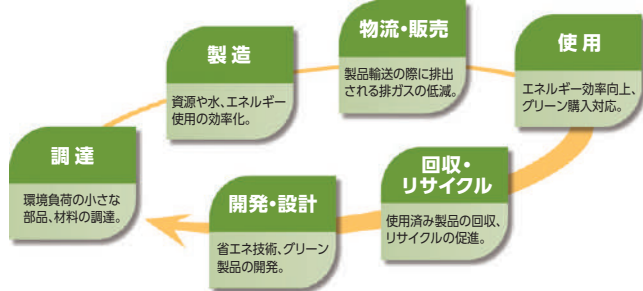 調達
環境負荷の小さな
部品、材料の調達。
製造
資源や水、エネルギー
使用の効率化。
物流・販売
製品輸送の際に排出
される排ガスの低減。
使用
エネルギー効率向上、
グリーン購入対応。
回収・
リサイクル
使用済み製品の回収、
リサイクルの促進。
開発・設計
省エネ技術、グリーン
製品の開発。